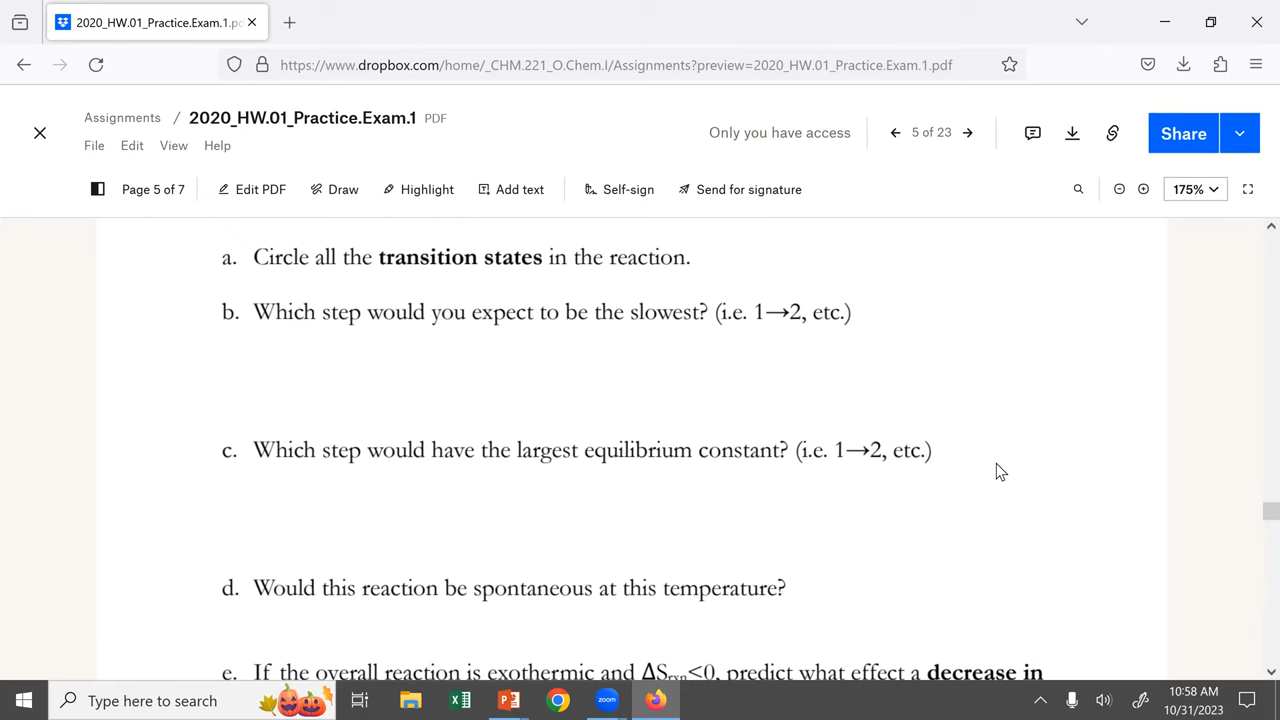 2020_HW.01_Practice.Exam.1.pd
https://www.dropbox.com/home/_CHM.221_O.Chem.I/Assignments?preview=2020_HW.01_Practice.Exam.1.pdf
Assignments / 2020_HW.01_Practice.Exam.1 PDF
File Edit View Help
Only you have access
5 of 23
Share
Page 5 of 7
Edit PDF
Draw
Highlight
Add text
Self-sign
Send for signature
175%
a. Circle all the transition states in the reaction.
b. Which step would you expect to be the slowest? (i.e. 1→2, etc.)
c. Which step would have the largest equilibrium constant? (i.e. 1→2, etc.)
d. Would this reaction be spontaneous at this temperature?
e. If the overall reaction is exothermic and ΔSrxn<0, predict what effect a decrease in
Type here to search
zoom
10:58 AM
10/31/2023